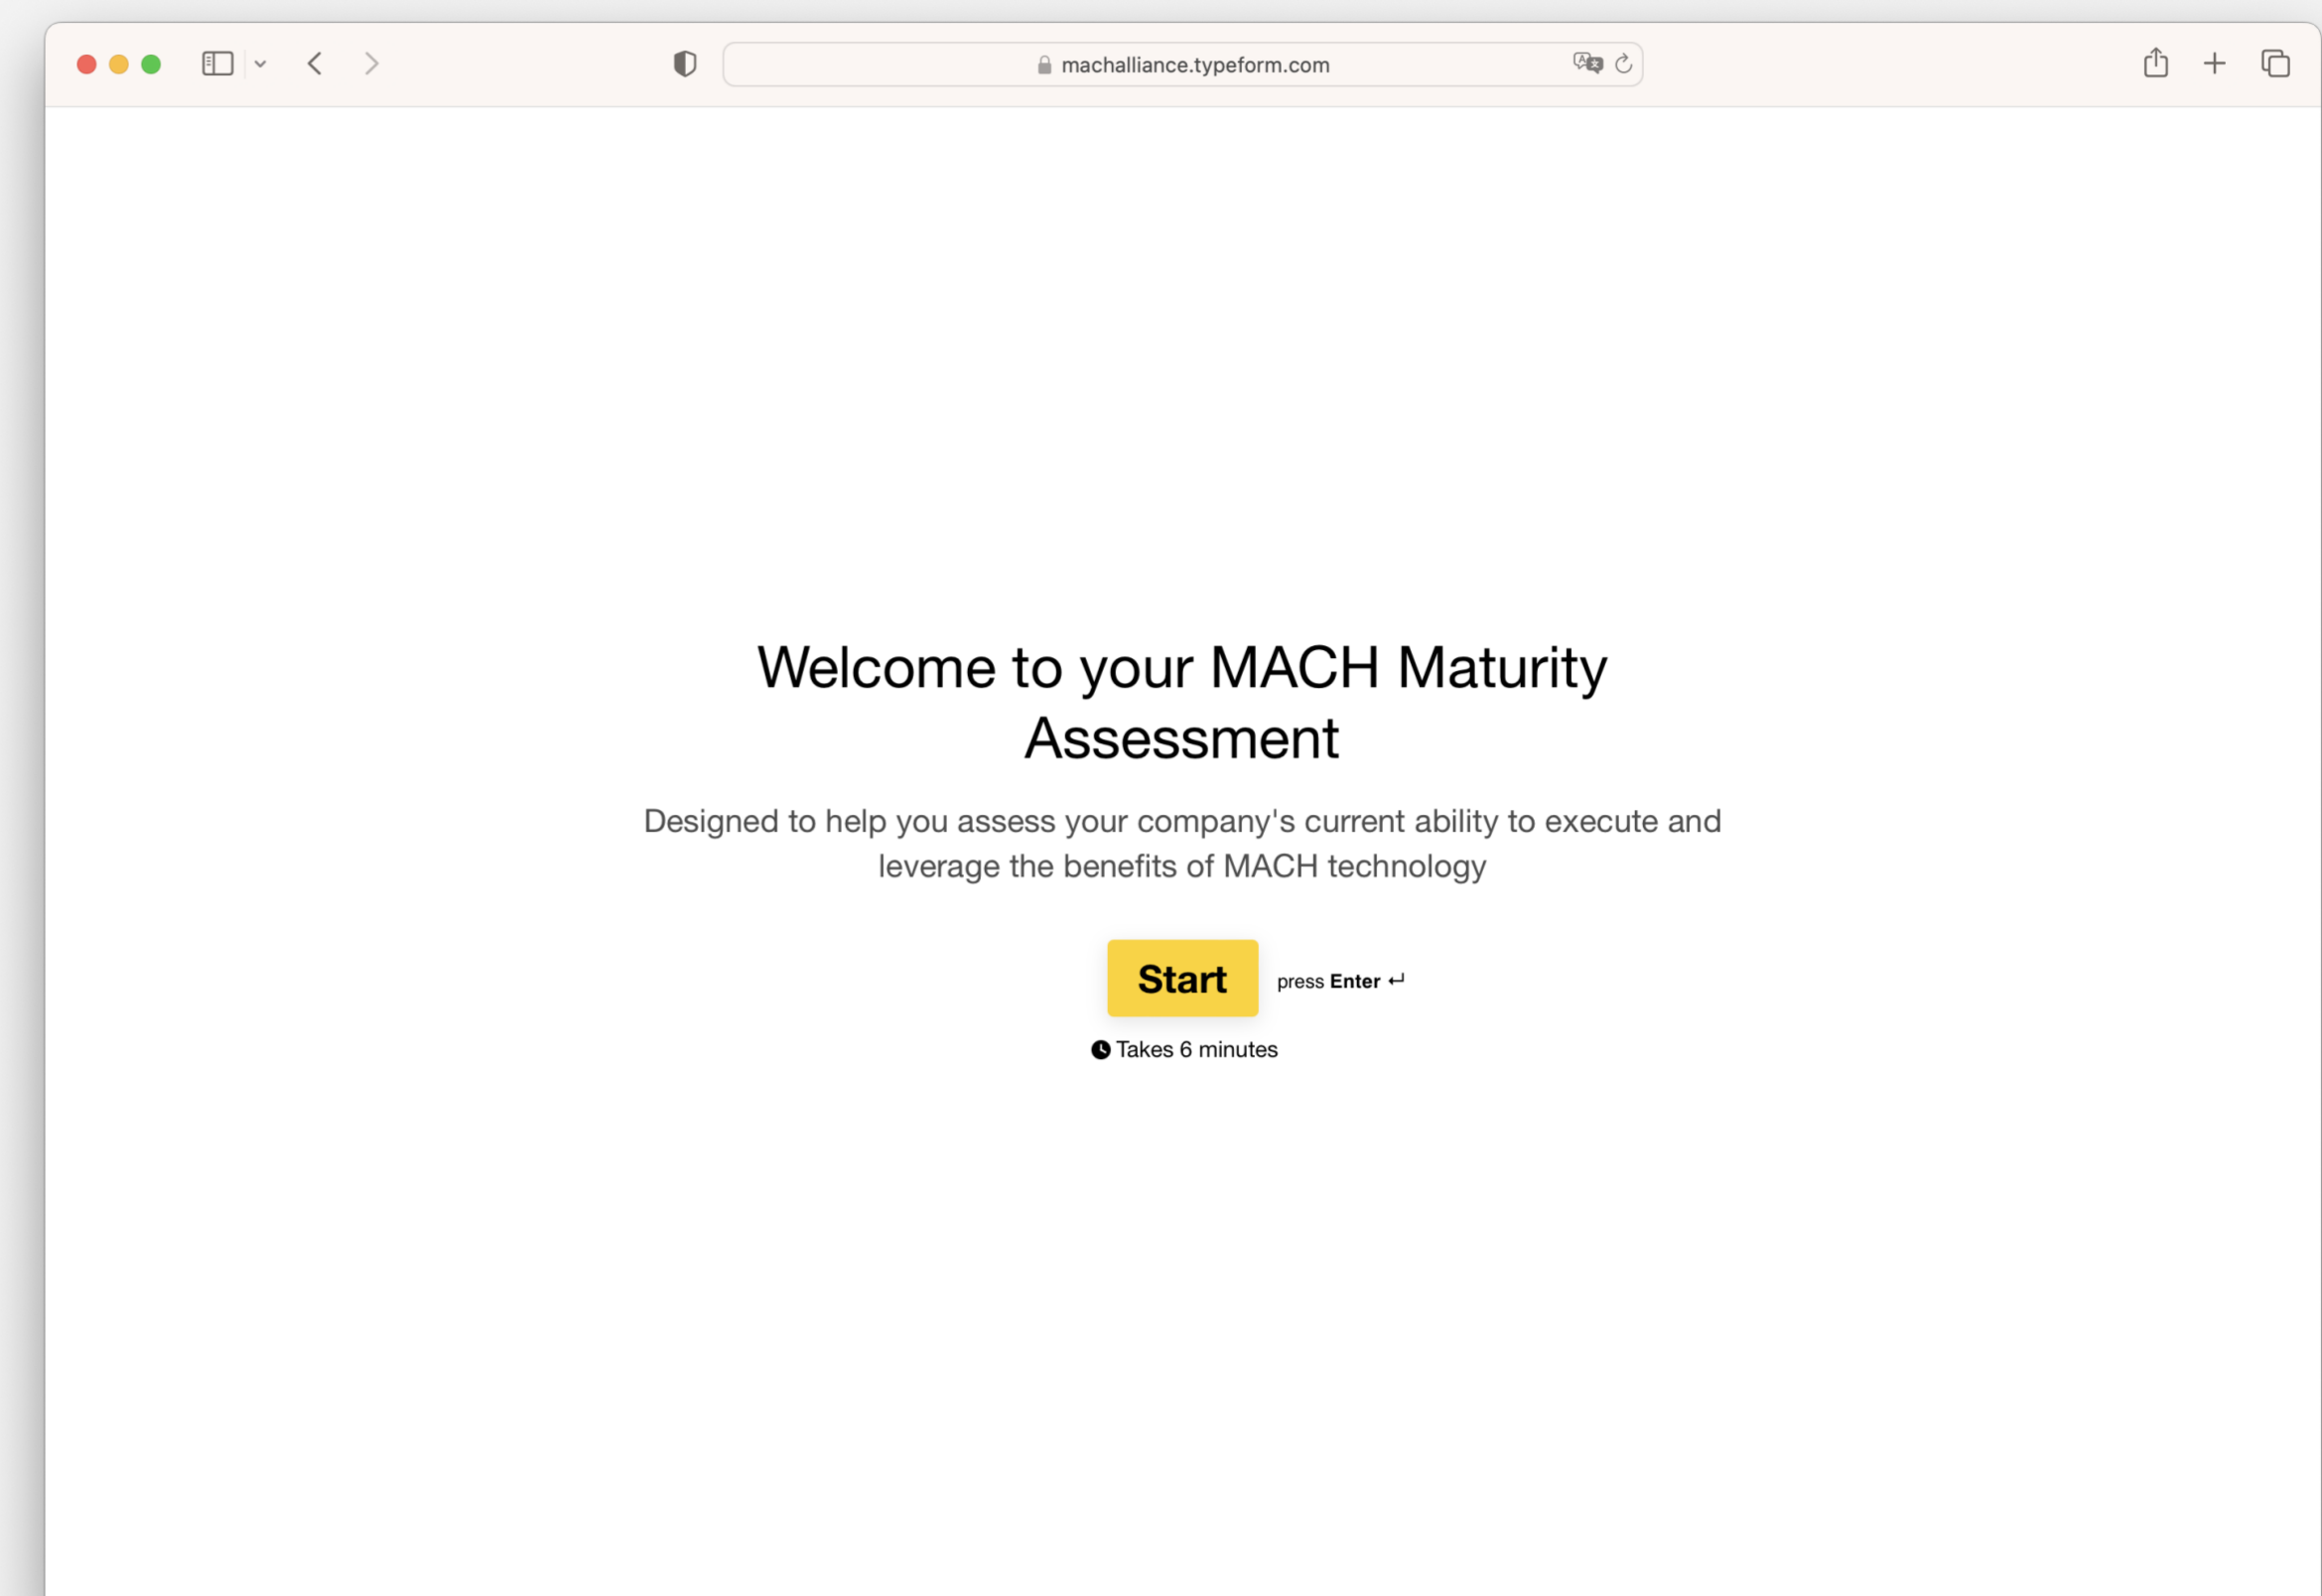 machalliance.typeform.com
Welcome to your MACH Maturity
Assessment
Designed to help you assess your company's current ability to execute and
leverage the benefits of MACH technology
Start
press Enter ↵
Takes 6 minutes